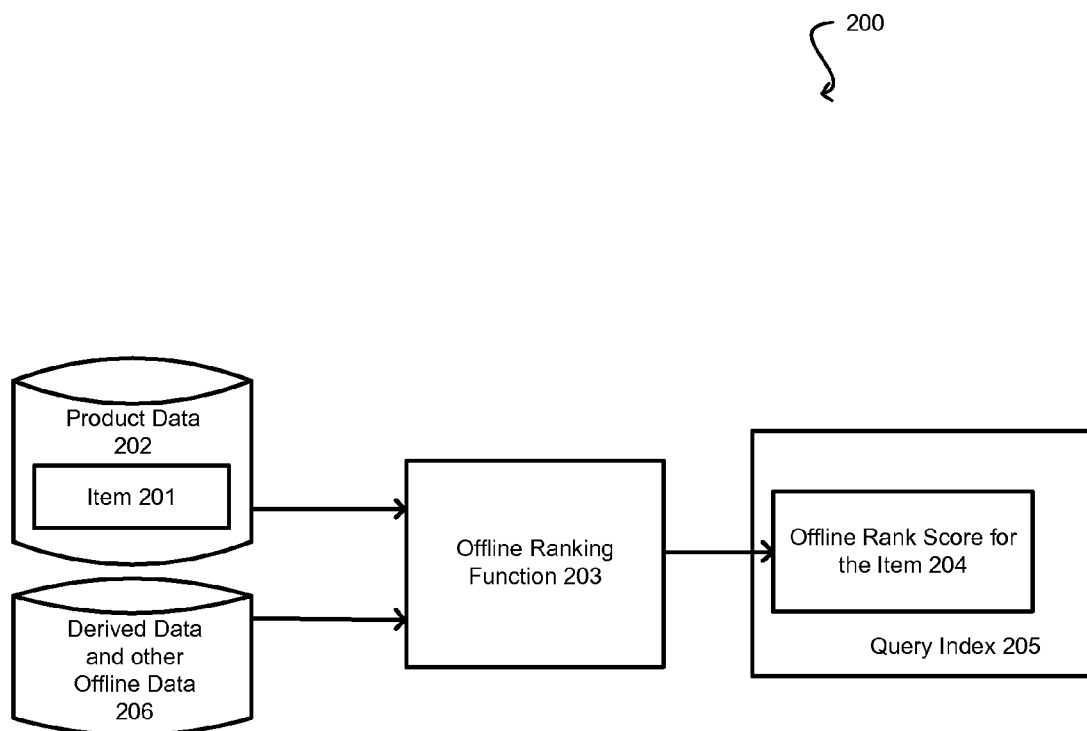 200
Product Data
202
Item 201
Derived Data
and other
Offline Data
206
Offline Ranking
Function 203
Offline Rank Score for
the Item 204
Query Index 205